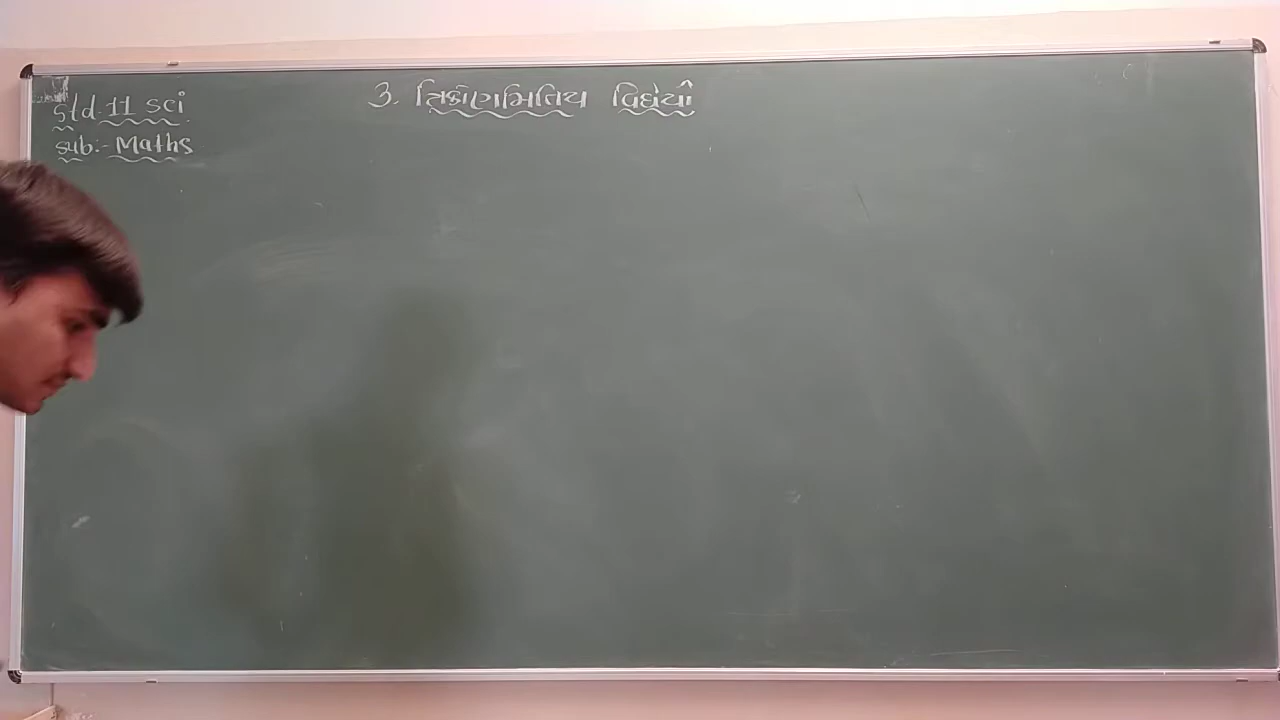 Std. 11 sci.
sub:- Maths
3. ત્રિકોણમિતિય વિધેયો